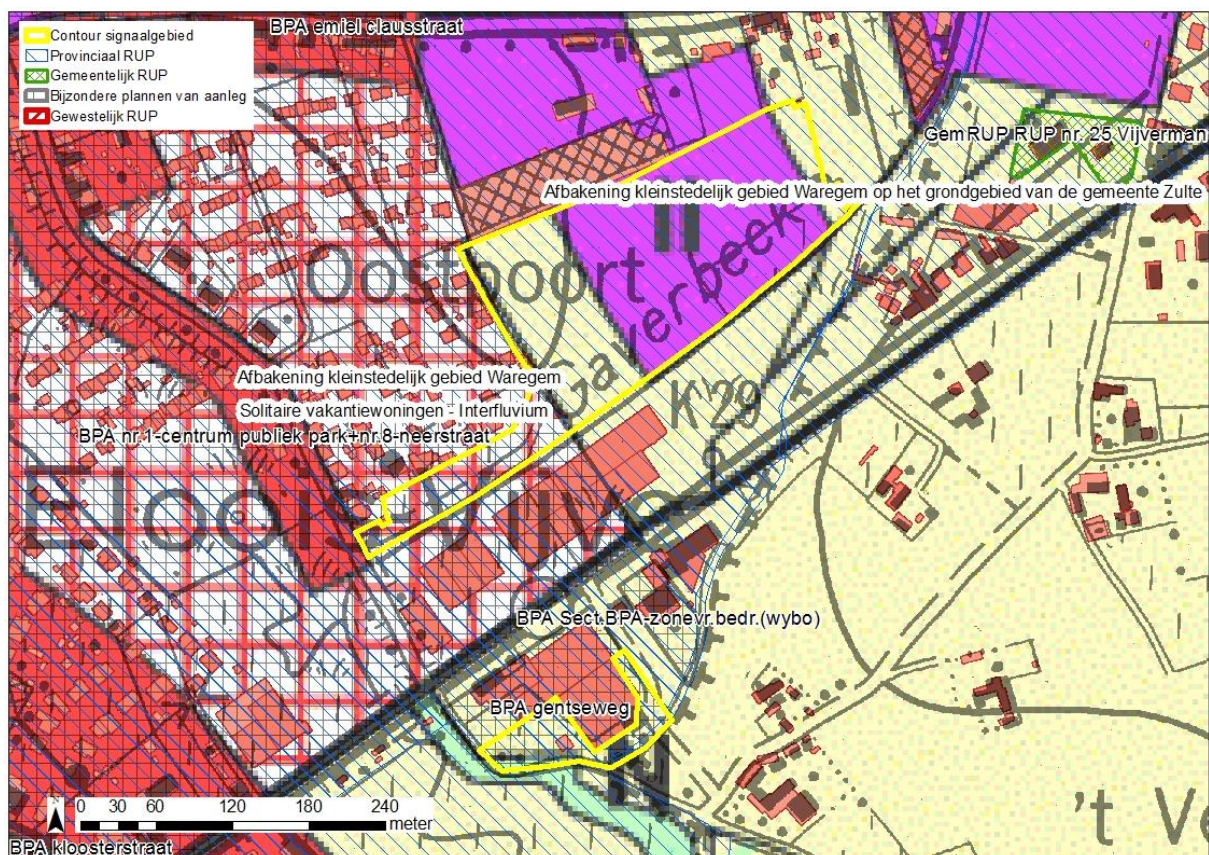 BPA emiel clausstraat
Contour signaalgebied
Provinciaal RUP
Gemeentelijk RUP
Bijzondere plannen van aanleg
Gewestelijk RUP
GemRUP RUP nr. 25 Vijverman
Afbakening kleinstedelijk gebied Waregem op het grondgebied van de gemeente Zulte
Oostpoort
Gaverbeek
Afbakening kleinstedelijk gebied Waregem
K29
Solitaire vakantiewoningen - Interfluvium
BPA nr.1-centrum publiek park+nr.8-neerstraat
BPA Sect.BPA-zonevr.bedr.(wybo)
BPA gentseweg
N
0 30 60 120 180 240
meter
't Ve
BPA kloosterstraat